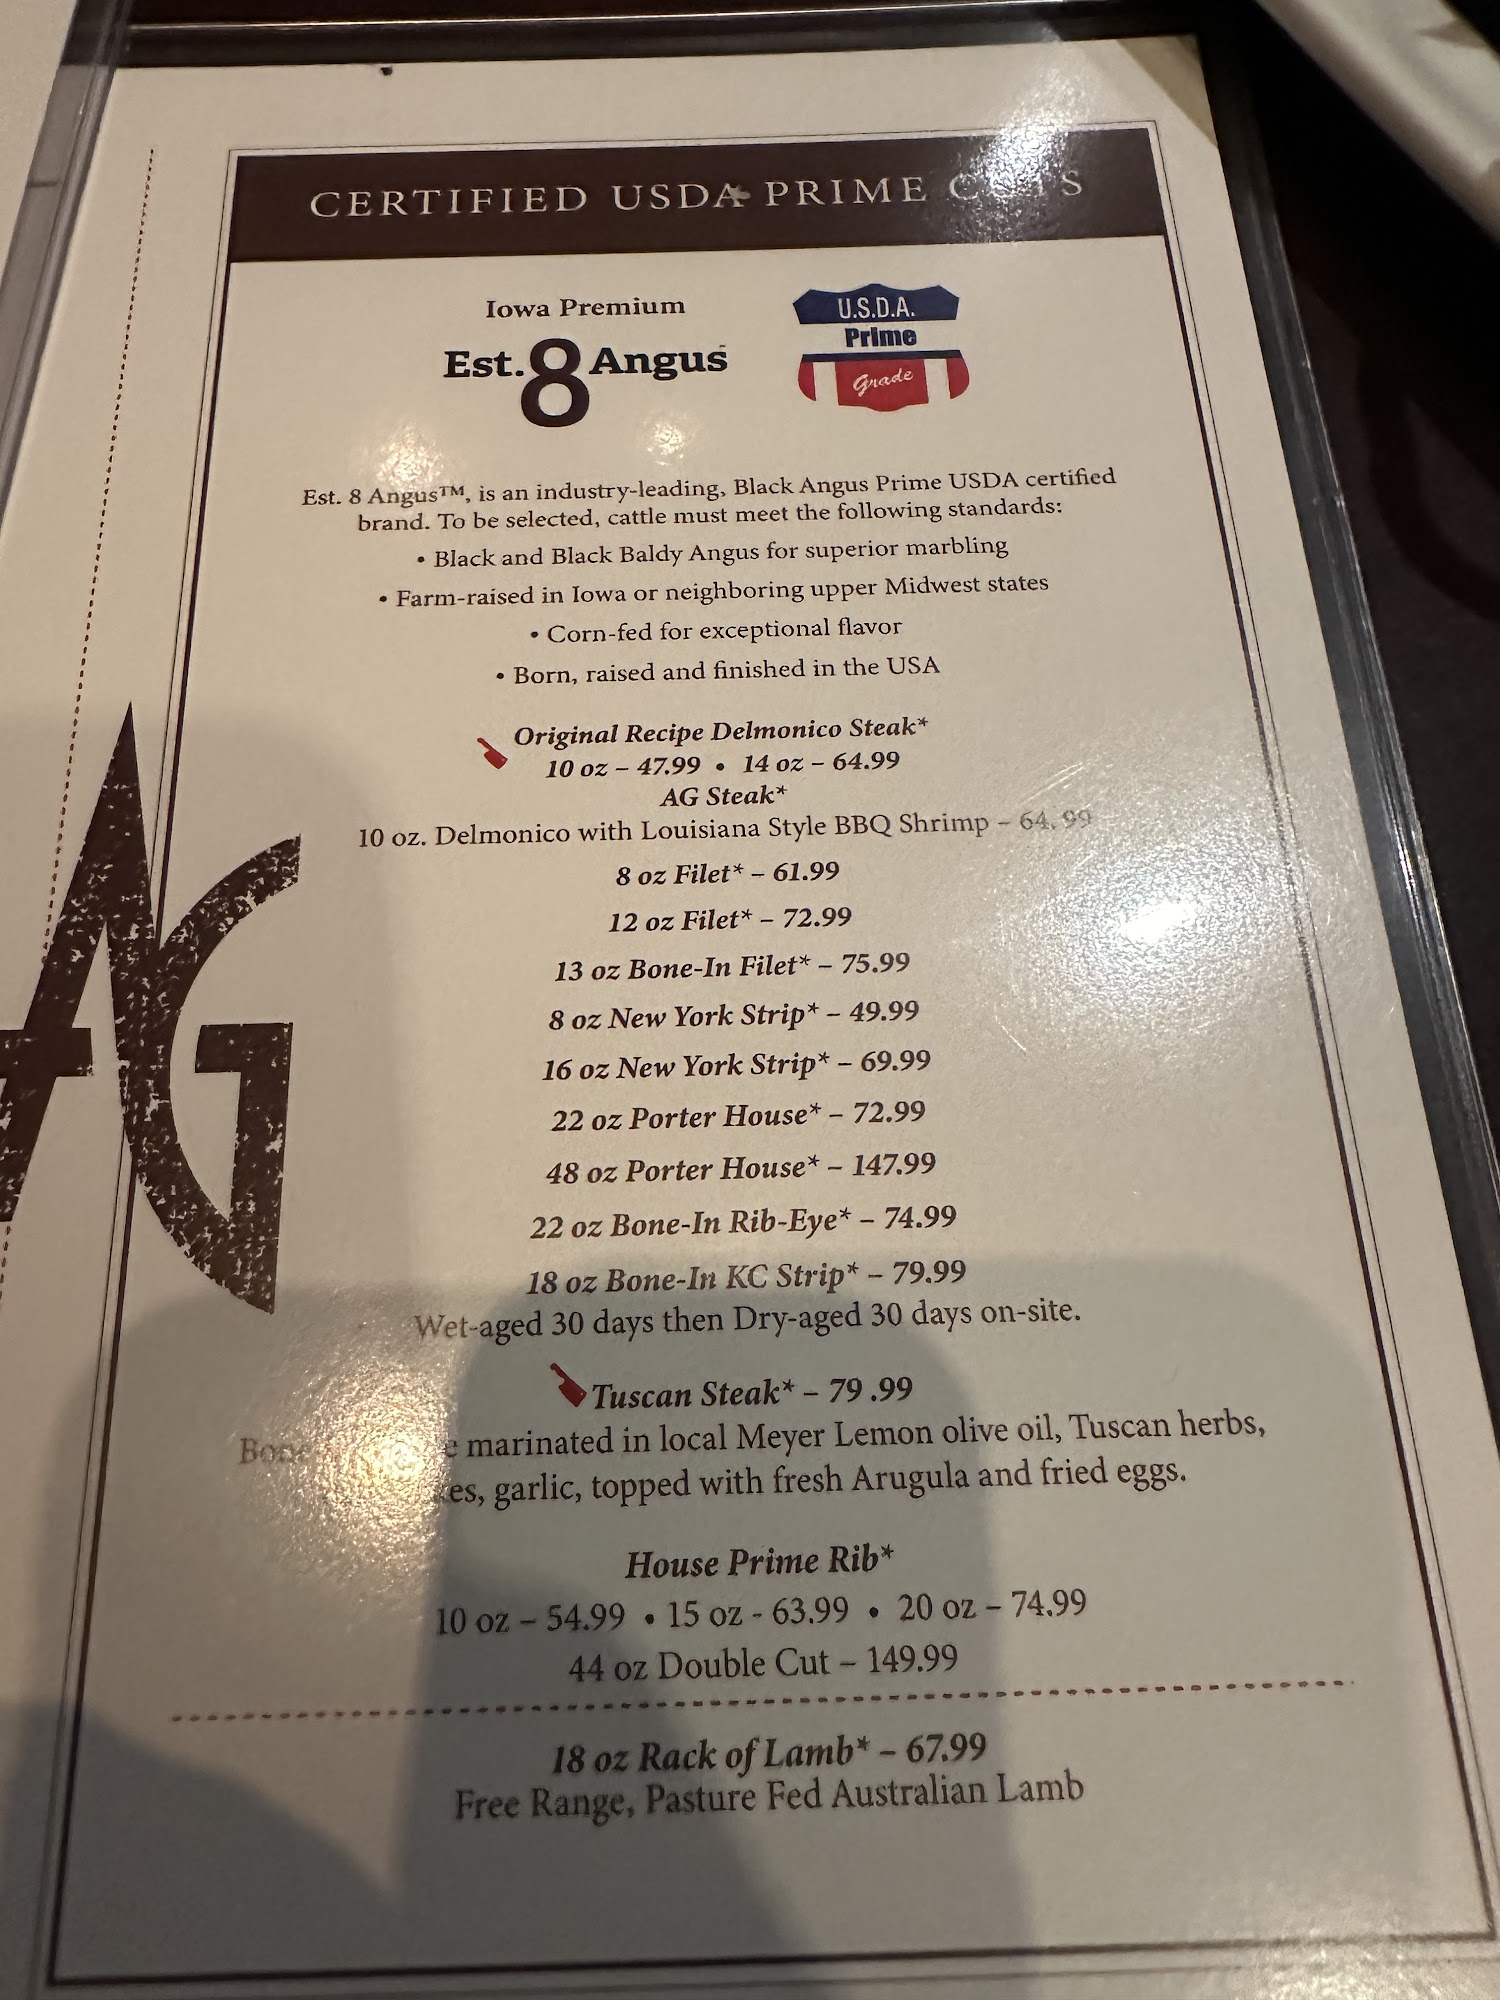 CERTIFIED USDA PRIME CUTS
Iowa Premium
Est. 8 Angus
U.S.D.A.
Prime
Grade
Est. 8 Angus™, is an industry-leading, Black Angus Prime USDA certified
brand. To be selected, cattle must meet the following standards:
• Black and Black Baldy Angus for superior marbling
• Farm-raised in Iowa or neighboring upper Midwest states
• Corn-fed for exceptional flavor
• Born, raised and finished in the USA
Original Recipe Delmonico Steak*
10 oz – 47.99 • 14 oz – 64.99
AG Steak*
10 oz. Delmonico with Louisiana Style BBQ Shrimp – 64.99
8 oz Filet* – 61.99
12 oz Filet* – 72.99
13 oz Bone-In Filet* – 75.99
8 oz New York Strip* – 49.99
16 oz New York Strip* – 69.99
22 oz Porter House* – 72.99
48 oz Porter House* – 147.99
22 oz Bone-In Rib-Eye* – 74.99
18 oz Bone-In KC Strip* – 79.99
Wet-aged 30 days then Dry-aged 30 days on-site.
Tuscan Steak* – 79 .99
marinated in local Meyer Lemon olive oil, Tuscan herbs,
garlic, topped with fresh Arugula and fried eggs.
House Prime Rib*
10 oz – 54.99 • 15 oz - 63.99 • 20 oz – 74.99
44 oz Double Cut – 149.99
18 oz Rack of Lamb* – 67.99
Free Range, Pasture Fed Australian Lamb
AG